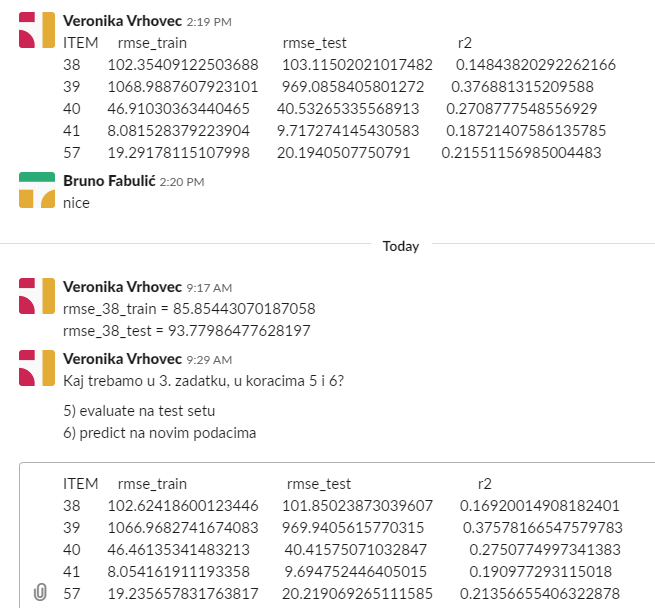 Veronika Vrhovec 2:19 PM
ITEM rmse_train rmse_test r2
38 102.35409122503688 103.11502021017482 0.14843820292262166
39 1068.9887607923101 969.0858405801272 0.376881315209588
40 46.91030363440465 40.53265335568913 0.2708777548556929
41 8.081528379223904 9.717274145430583 0.18721407586135785
57 19.29178115107998 20.1940507750791 0.21551156985004483
Bruno Fabulić 2:20 PM
nice
Today
Veronika Vrhovec 9:17 AM
rmse_38_train = 85.85443070187058
rmse_38_test = 93.77986477628197
Veronika Vrhovec 9:29 AM
Kaj trebamo u 3. zadatku, u koracima 5 i 6?
5) evaluate na test setu
6) predict na novim podacima
ITEM rmse_train rmse_test r2
38 102.62418600123446 101.85023873039607 0.16920014908182401
39 1066.9682741674083 969.9405615770315 0.37578166547579783
40 46.46135341483213 40.41575071032847 0.2750774997341383
41 8.054161911193358 9.694752446405015 0.190977293115018
57 19.235657831763817 20.219069265111585 0.21356655406322878